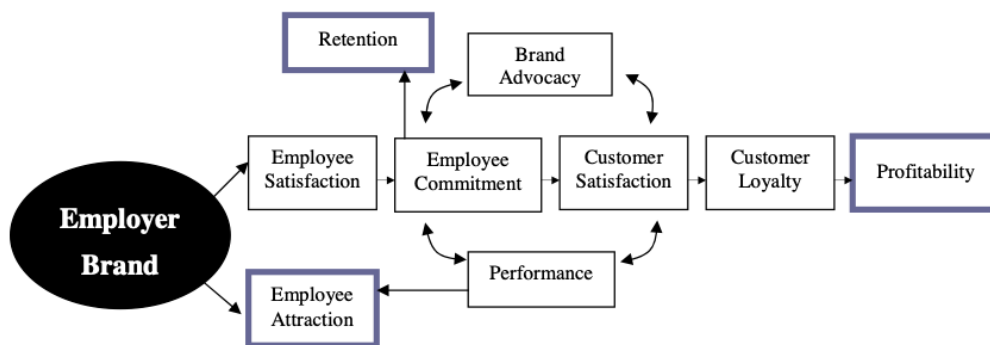 Retention
Brand
Advocacy
Employee
Satisfaction
Employee
Commitment
Customer
Satisfaction
Customer
Loyalty
Profitability
Employer
Brand
Performance
Employee
Attraction